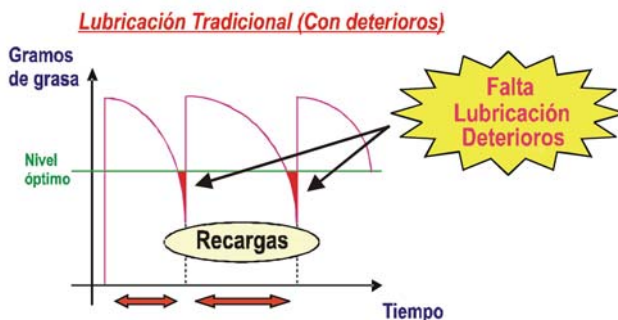 Lubricación Tradicional (Con deterioros)
Gramos
de grasa
Falta
Lubricación
Deterioros
Nivel
óptimo
Recargas
Tiempo